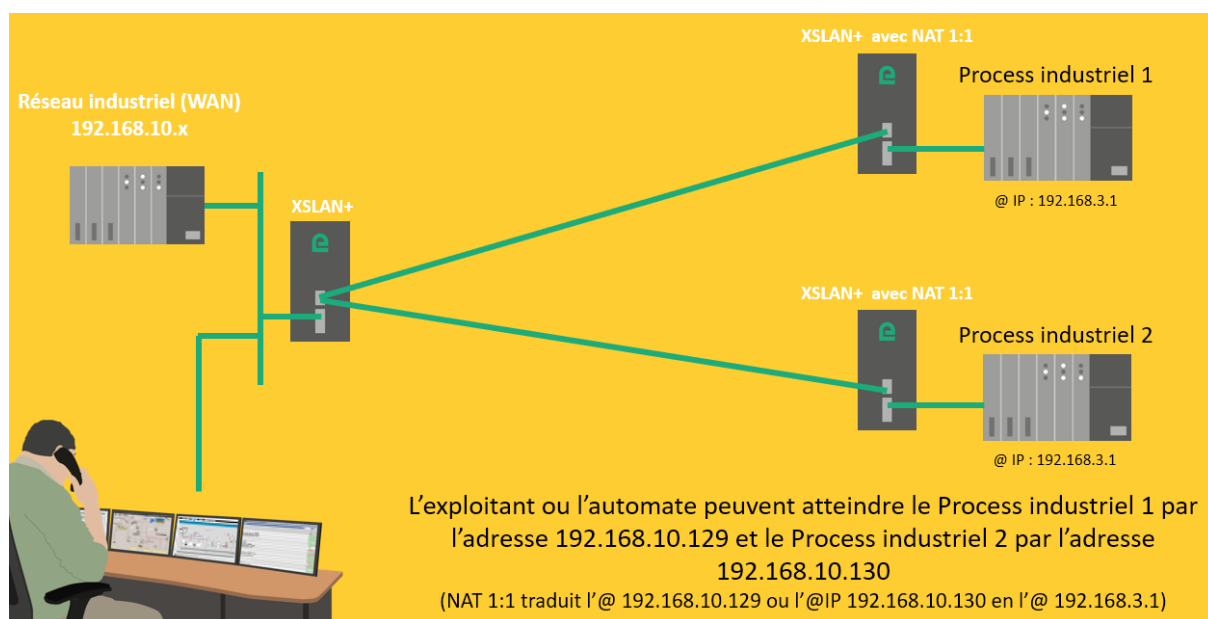 XSLAN+ avec NAT 1:1
Process industriel 1
Réseau industriel (WAN)
192.168.10.x
@ IP : 192.168.3.1
XSLAN+
XSLAN+ avec NAT 1:1
Process industriel 2
@ IP : 192.168.3.1
L’exploitant ou l’automate peuvent atteindre le Process industriel 1 par
l’adresse 192.168.10.129 et le Process industriel 2 par l’adresse
192.168.10.130
(NAT 1:1 traduit l’@ 192.168.10.129 ou l’@IP 192.168.10.130 en l’@ 192.168.3.1)